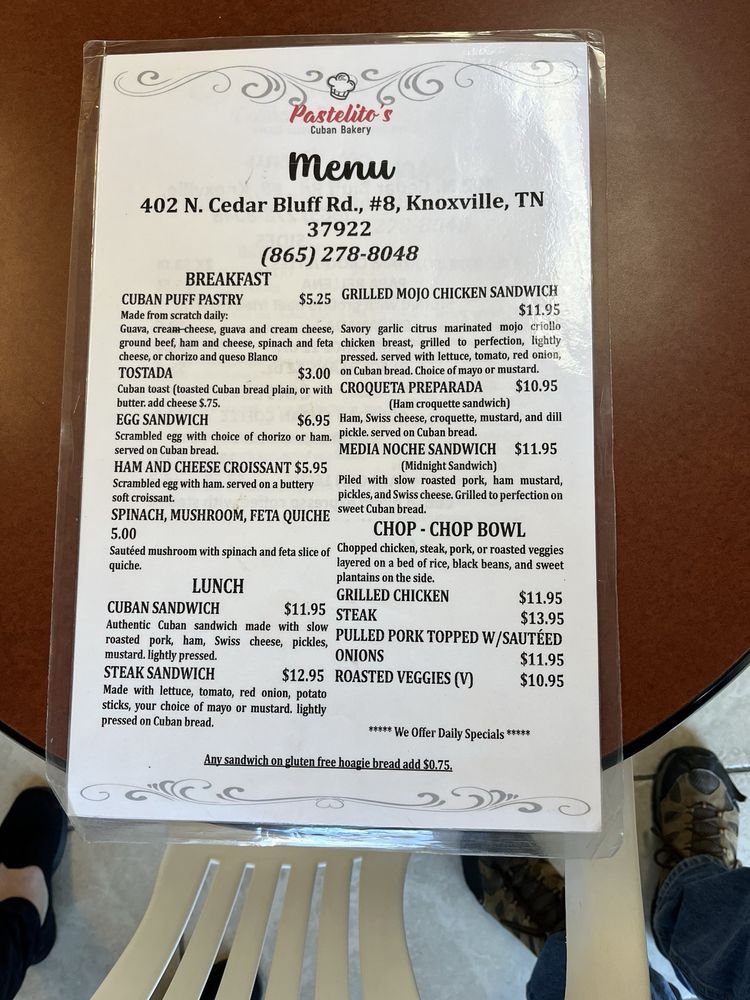 Pastelito's
Cuban Bakery
Menu
402 N. Cedar Bluff Rd., #8, Knoxville, TN
37922
(865) 278-8048
BREAKFAST
CUBAN PUFF PASTRY $5.25
Made from scratch daily:
Guava, cream cheese, guava and cream cheese,
ground beef, ham and cheese, spinach and feta
cheese, or chorizo and queso Blanco
TOSTADA $3.00
Cuban toast (toasted Cuban bread plain, or with
butter. add cheese $.75.
EGG SANDWICH $6.95
Scrambled egg with choice of chorizo or ham.
served on Cuban bread.
HAM AND CHEESE CROISSANT $5.95
Scrambled egg with ham. served on a buttery
soft croissant.
SPINACH, MUSHROOM, FETA QUICHE
5.00
Sautéed mushroom with spinach and feta slice of
quiche.
LUNCH
CUBAN SANDWICH $11.95
Authentic Cuban sandwich made with slow
roasted pork, ham, Swiss cheese, pickles,
mustard. lightly pressed.
STEAK SANDWICH $12.95
Made with lettuce, tomato, red onion, potato
sticks, your choice of mayo or mustard. lightly
pressed on Cuban bread.
GRILLED MOJO CHICKEN SANDWICH
$11.95
Savory garlic citrus marinated mojo criollo
chicken breast, grilled to perfection, lightly
pressed. served with lettuce, tomato, red onion,
on Cuban bread. Choice of mayo or mustard.
CROQUETA PREPARADA $10.95
(Ham croquette sandwich)
Ham, Swiss cheese, croquette, mustard, and dill
pickle. served on Cuban bread.
MEDIA NOCHE SANDWICH $11.95
(Midnight Sandwich)
Piled with slow roasted pork, ham mustard,
pickles, and Swiss cheese. Grilled to perfection on
sweet Cuban bread.
CHOP - CHOP BOWL
Chopped chicken, steak, pork, or roasted veggies
layered on a bed of rice, black beans, and sweet
plantains on the side.
GRILLED CHICKEN $11.95
STEAK $13.95
PULLED PORK TOPPED W/SAUTÉED
ONIONS $11.95
ROASTED VEGGIES (V) $10.95
***** We Offer Daily Specials *****
Any sandwich on gluten free hoagie bread add $0.75.